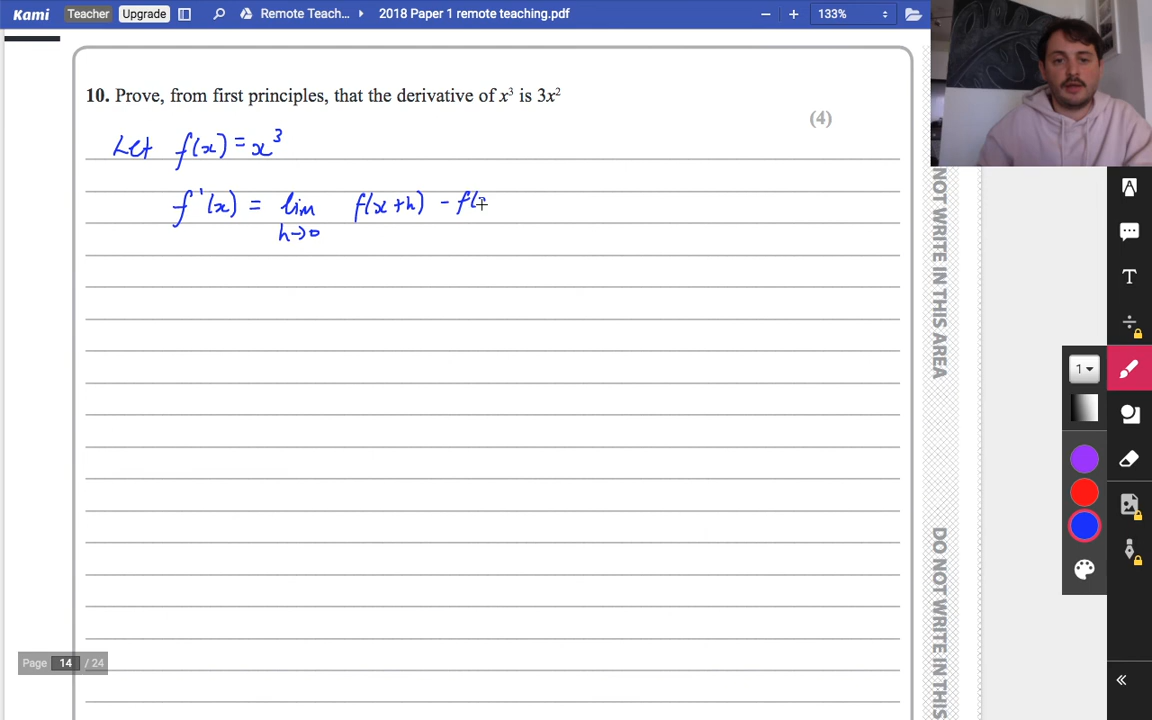 Kami Teacher Upgrade Remote Teach... 2018 Paper 1 remote teaching.pdf 133%
10. Prove, from first principles, that the derivative of x³ is 3x²
(4)
Let f(x) = x³
f'(x) = lim f(x+h) - f(
h→0
NOT WRITE IN THIS AREA
DO NOT WRITE IN THIS
1
Page 14 / 24